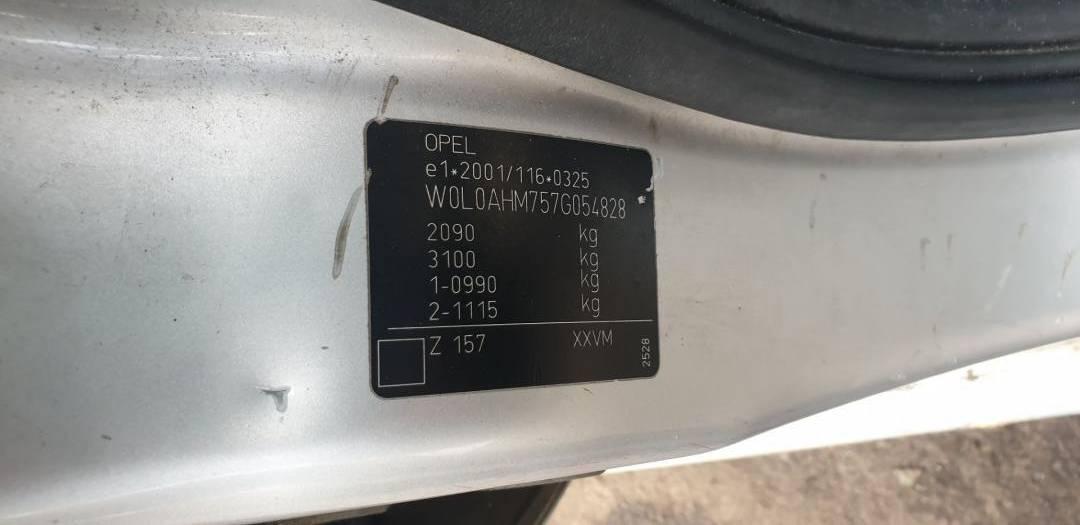 OPEL
e1*2001/116*0325
W0L0AHM757G054828
2090 kg
3100 kg
1-0990 kg
2-1115 kg
Z 157 XXVM
2528